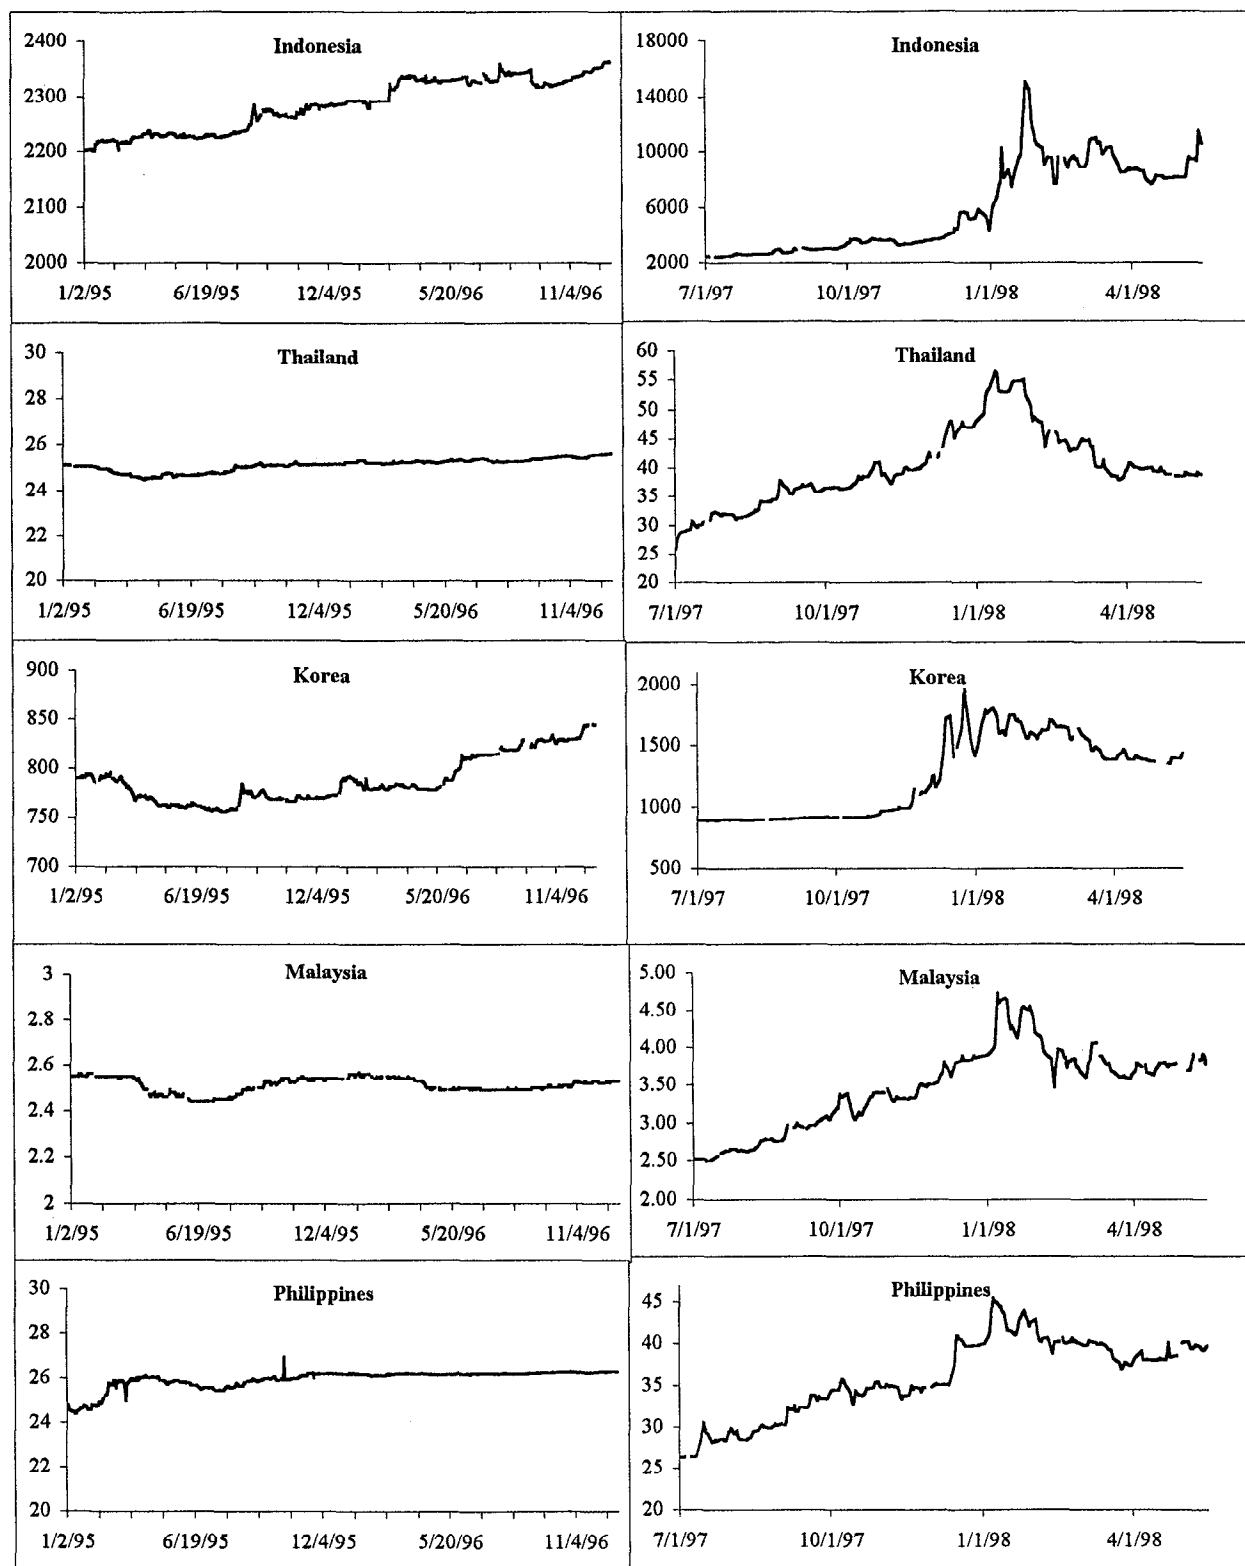 Indonesia
2400
2300
2200
2100
2000
1/2/95 6/19/95 12/4/95 5/20/96 11/4/96
Indonesia
18000
14000
10000
6000
2000
7/1/97 10/1/97 1/1/98 4/1/98
Thailand
30
28
26
24
22
20
1/2/95 6/19/95 12/4/95 5/20/96 11/4/96
Thailand
60
55
50
45
40
35
30
25
20
7/1/97 10/1/97 1/1/98 4/1/98
Korea
900
850
800
750
700
1/2/95 6/19/95 12/4/95 5/20/96 11/4/96
Korea
2000
1500
1000
500
7/1/97 10/1/97 1/1/98 4/1/98
Malaysia
3
2.8
2.6
2.4
2.2
2
1/2/95 6/19/95 12/4/95 5/20/96 11/4/96
Malaysia
5.00
4.50
4.00
3.50
3.00
2.50
2.00
7/1/97 10/1/97 1/1/98 4/1/98
Philippines
30
28
26
24
22
20
1/2/95 6/19/95 12/4/95 5/20/96 11/4/96
Philippines
45
40
35
30
25
20
7/1/97 10/1/97 1/1/98 4/1/98